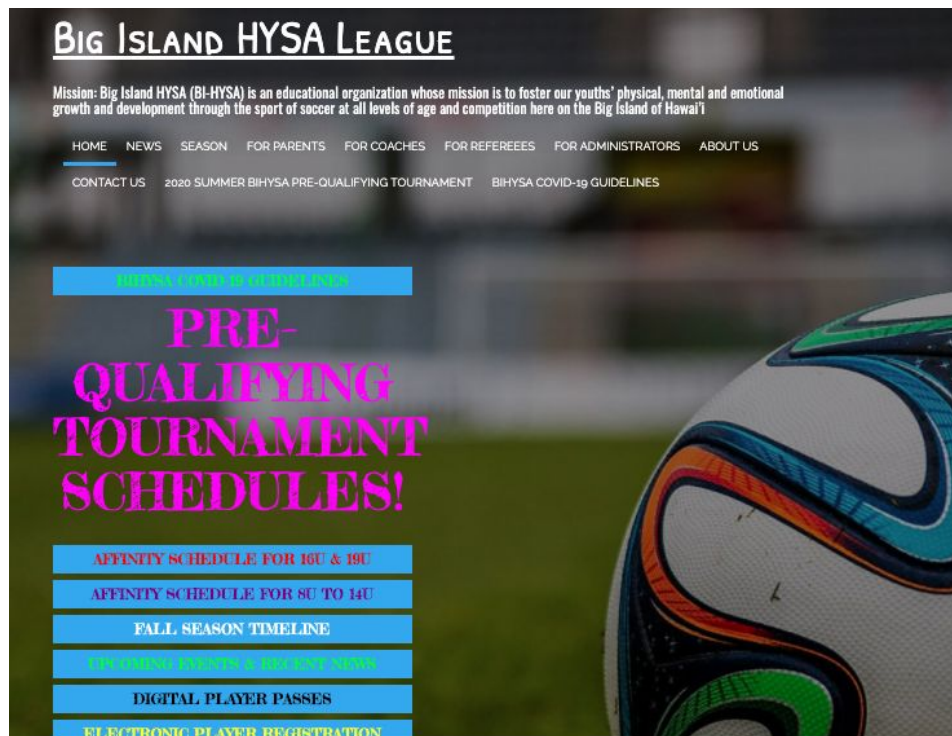 Big Island HYSA League
Mission: Big Island HYSA (BI-HYSA) is an educational organization whose mission is to foster our youths' physical, mental and emotional
growth and development through the sport of soccer at all levels of age and competition here on the Big Island of Hawai'i
HOME NEWS SEASON FOR PARENTS FOR COACHES FOR REFEREEES FOR ADMINISTRATORS ABOUT US
CONTACT US 2020 SUMMER BIHYSA PRE-QUALIFYING TOURNAMENT BIHYSA COVID-19 GUIDELINES
BIHYSA COVID-19 GUIDELINES
PRE-
QUALIFYING
TOURNAMENT
SCHEDULES!
AFFINITY SCHEDULE FOR 16U & 19U
AFFINITY SCHEDULE FOR 8U TO 14U
FALL SEASON TIMELINE
UPCOMING EVENTS & RECENT NEWS
DIGITAL PLAYER PASSES
ELECTRONIC PLAYER REGISTRATION